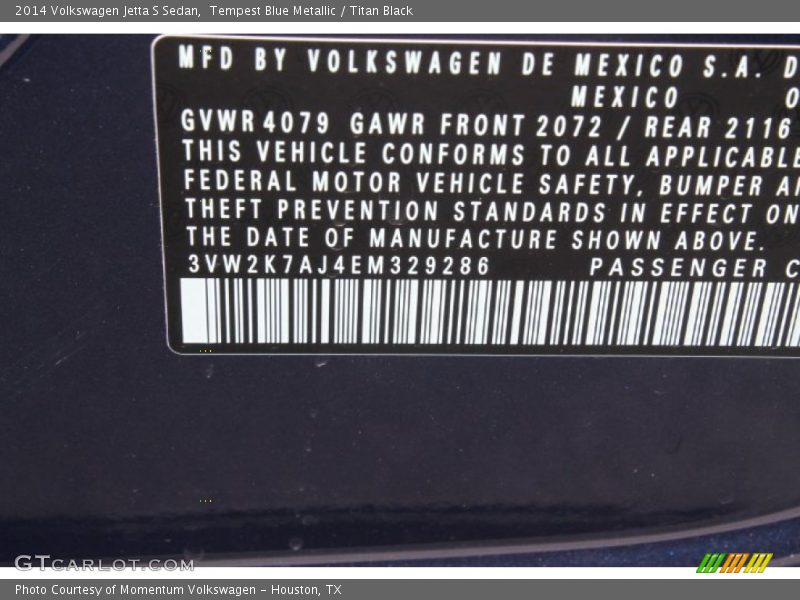 2014 Volkswagen Jetta S Sedan,  Tempest Blue Metallic / Titan Black
MFD BY VOLKSWAGEN DE MEXICO S.A. D
MEXICO O
GVWR 4079 GAWR FRONT 2072 / REAR 2116
THIS VEHICLE CONFORMS TO ALL APPLICABLE
FEDERAL MOTOR VEHICLE SAFETY, BUMPER A
THEFT PREVENTION STANDARDS IN EFFECT ON
THE DATE OF MANUFACTURE SHOWN ABOVE.
3VW2K7AJ4EM329286 PASSENGER C
GTCARLOT.COM
Photo Courtesy of Momentum Volkswagen - Houston, TX